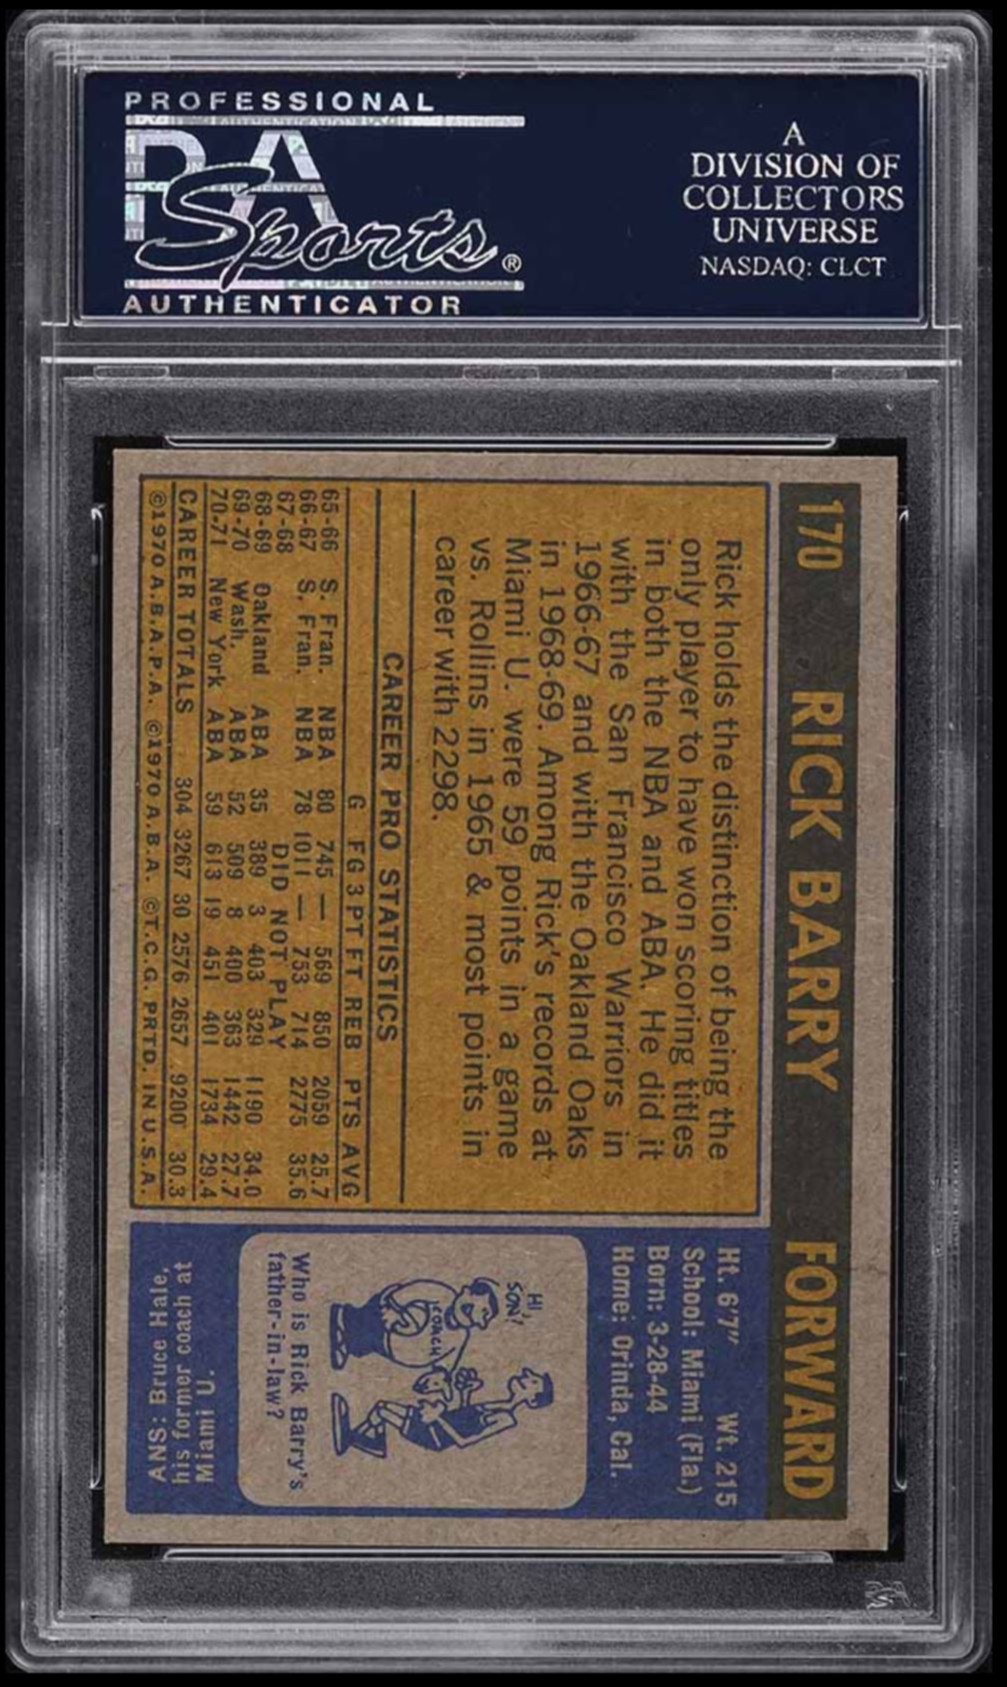 PROFESSIONAL
PSA
Sports®
AUTHENTICATOR
A
DIVISION OF
COLLECTORS
UNIVERSE
NASDAQ: CLCT
170 RICK BARRY FORWARD
Rick holds the distinction of being the
only player to have won scoring titles
in both the NBA and ABA. He did it
with the San Francisco Warriors in
1966-67 and with the Oakland Oaks
in 1968-69. Among Rick's records at
Miami U. were 59 points in a game
vs. Rollins in 1965 & most points in
career with 2298.
CAREER PRO STATISTICS
G FG 3PT FT REB PTS AVG
65-66 S. Fran. NBA 80 745 — 569 850 2059 25.7
66-67 S. Fran. NBA 78 1011 — 753 714 2775 35.6
67-68 DID NOT PLAY
68-69 Oakland ABA 35 389 3 403 329 1190 34.0
69-70 Wash. ABA 52 509 8 400 363 1442 27.7
70-71 New York ABA 59 613 19 451 401 1734 29.4
CAREER TOTALS 304 3267 30 2576 2657 9200 30.3
©1970 A.B.A.P.A. ©1970 A.B.A. ©T.C.G. PRTD. IN U.S.A.
Ht. 6'7" Wt. 215
School: Miami (Fla.)
Born: 3-28-44
Home: Orinda, Cal.
HI
SON!
COACH
Who is Rick Barry's
father-in-law?
ANS: Bruce Hale,
his former coach at
Miami U.